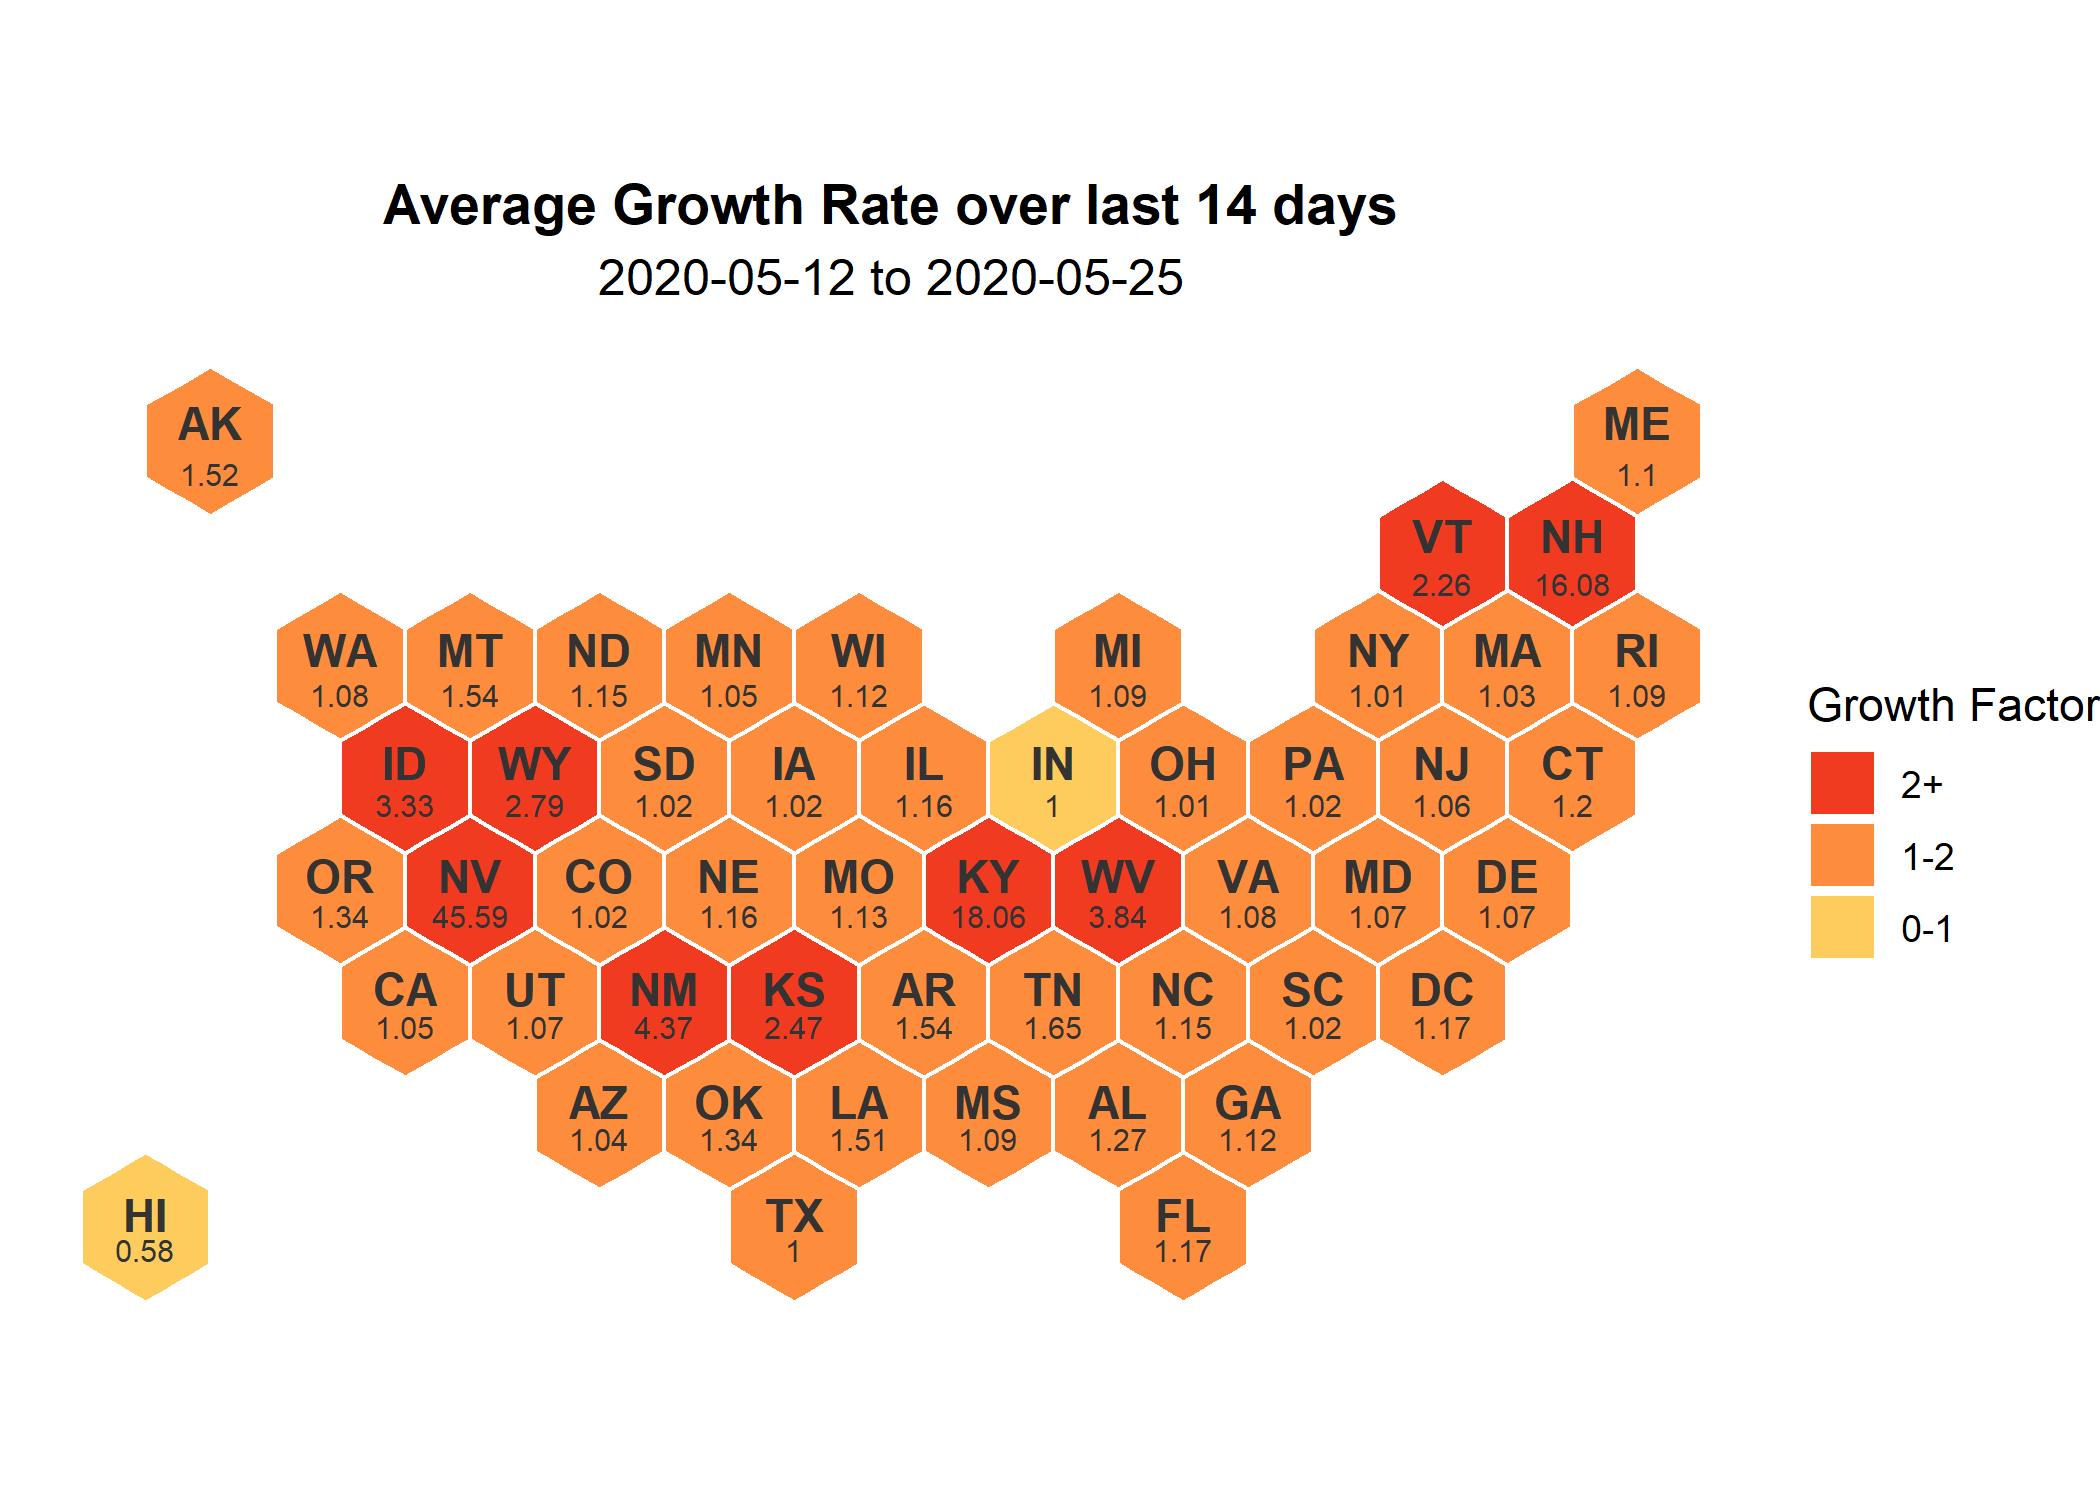 Average Growth Rate over last 14 days
2020-05-12 to 2020-05-25
AK
1.52
ME
1.1
VT
2.26
NH
16.08
WA
1.08
MT
1.54
ND
1.15
MN
1.05
WI
1.12
MI
1.09
NY
1.01
MA
1.03
RI
1.09
ID
3.33
WY
2.79
SD
1.02
IA
1.02
IL
1.16
IN
1
OH
1.01
PA
1.02
NJ
1.06
CT
1.2
OR
1.34
NV
45.59
CO
1.02
NE
1.16
MO
1.13
KY
18.06
WV
3.84
VA
1.08
MD
1.07
DE
1.07
CA
1.05
UT
1.07
NM
4.37
KS
2.47
AR
1.54
TN
1.65
NC
1.15
SC
1.02
DC
1.17
AZ
1.04
OK
1.34
LA
1.51
MS
1.09
AL
1.27
GA
1.12
HI
0.58
TX
1
FL
1.17
Growth Factor
2+
1-2
0-1